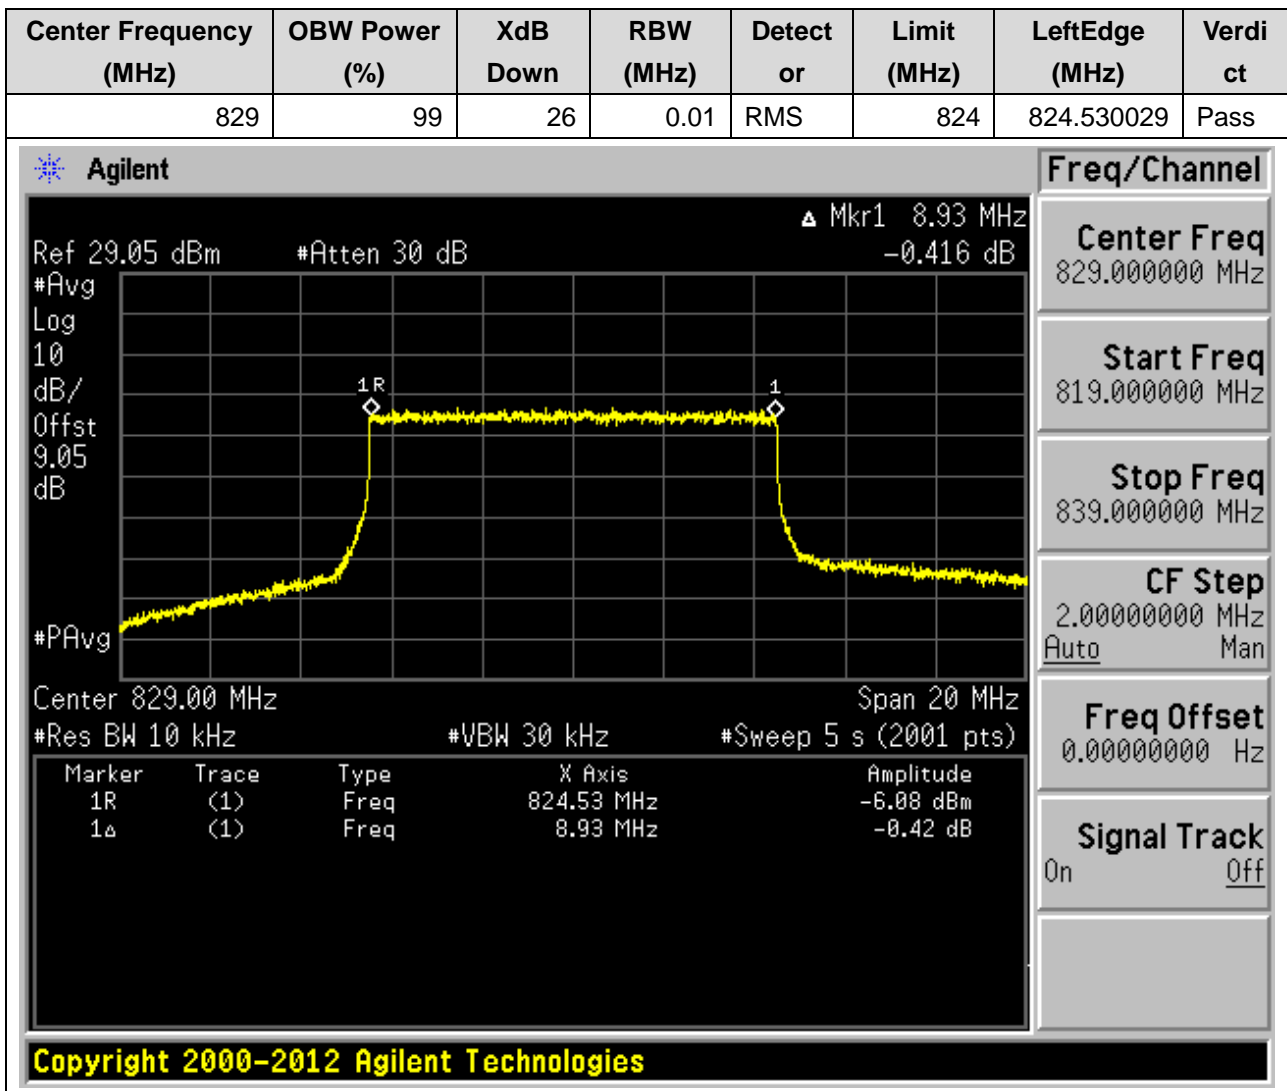 Center Frequency OBW Power XdB RBW Detect Limit LeftEdge Verdi
(MHz) (%) Down (MHz) or (MHz) (MHz) ct
829 99 26 0.01 RMS 824 824.530029 Pass
Agilent Freq/Channel
Δ Mkr1 8.93 MHz
Ref 29.05 dBm #Atten 30 dB -0.416 dB
#Avg
Log
10
dB/
Offst
9.05
dB
1R 1
#PAvg
Center 829.00 MHz Span 20 MHz
#Res BW 10 kHz #VBW 30 kHz #Sweep 5 s (2001 pts)
Marker Trace Type X Axis Amplitude
1R (1) Freq 824.53 MHz -6.08 dBm
1Δ (1) Freq 8.93 MHz -0.42 dB
Center Freq
829.000000 MHz
Start Freq
819.000000 MHz
Stop Freq
839.000000 MHz
CF Step
2.00000000 MHz
Auto Man
Freq Offset
0.00000000 Hz
Signal Track
On Off
Copyright 2000-2012 Agilent Technologies